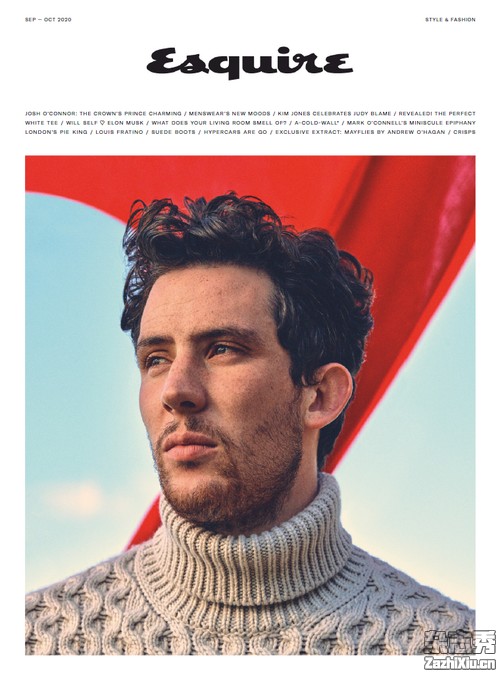 SEP – OCT 2020
STYLE & FASHION
Esquire
JOSH O'CONNOR: THE CROWN'S PRINCE CHARMING / MENSWEAR'S NEW MOODS / KIM JONES CELEBRATES JUDY BLAME / REVEALED! THE PERFECT
WHITE TEE / WILL SELF ♡ ELON MUSK / WHAT DOES YOUR LIVING ROOM SMELL OF? / A-COLD-WALL* / MARK O'CONNELL'S MINISCULE EPIPHANY
LONDON'S PIE KING / LOUIS FRATINO / SUEDE BOOTS / HYPERCARS ARE GO / EXCLUSIVE EXTRACT: MAYFLIES BY ANDREW O'HAGAN / CRISPS
杂志秀
ZaZhiXiu.cn